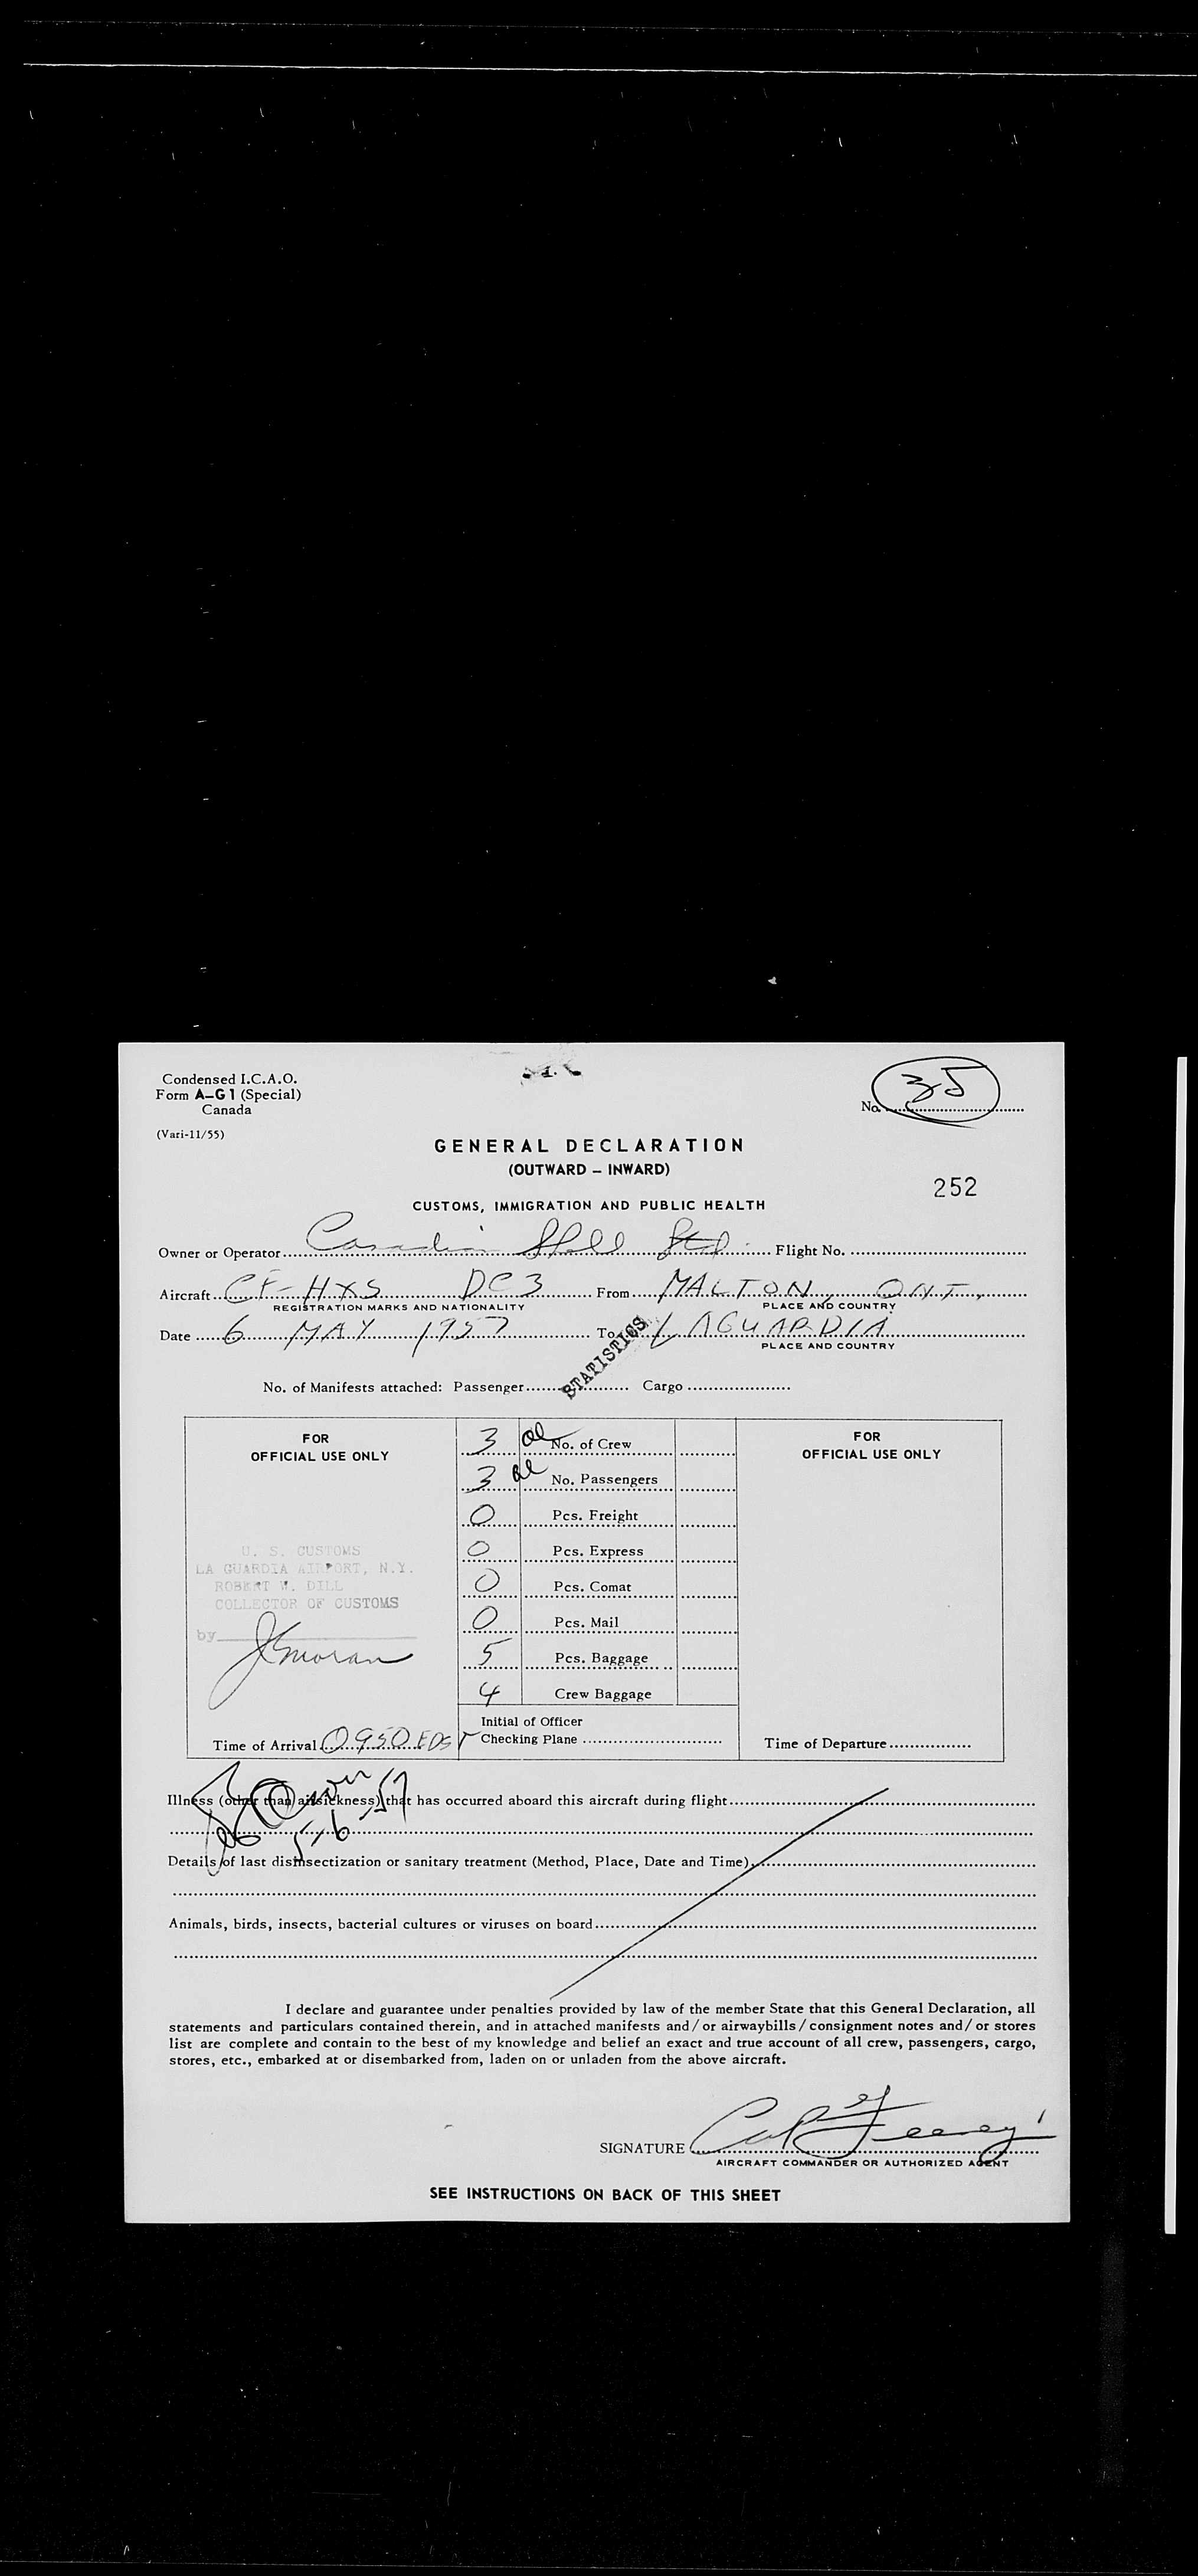 Condensed I.C.A.O.
Form A-G1 (Special)
Canada
(Vari-11/55)
No. 35
GENERAL DECLARATION
(OUTWARD - INWARD)
252
CUSTOMS, IMMIGRATION AND PUBLIC HEALTH
Owner or Operator Canadian Shell Ltd. Flight No.
Aircraft CF-HXS DC3 From MALTON, ONT.
REGISTRATION MARKS AND NATIONALITY PLACE AND COUNTRY
Date 6 MAY 1957 To LAGUARDIA
PLACE AND COUNTRY
STATISTICS
No. of Manifests attached: Passenger Cargo
FOR
OFFICIAL USE ONLY
3 No. of Crew
3 No. Passengers
0 Pcs. Freight
0 Pcs. Express
0 Pcs. Comat
0 Pcs. Mail
5 Pcs. Baggage
4 Crew Baggage
Initial of Officer
Checking Plane
FOR
OFFICIAL USE ONLY
U. S. CUSTOMS
LA GUARDIA AIRPORT, N.Y.
ROBERT W. DILL
COLLECTOR OF CUSTOMS
by JEmoran
Time of Arrival 0950 EDST
Time of Departure
Illness (other than airsickness) that has occurred aboard this aircraft during flight
5-6-57
Details of last disinsectization or sanitary treatment (Method, Place, Date and Time)
Animals, birds, insects, bacterial cultures or viruses on board
I declare and guarantee under penalties provided by law of the member State that this General Declaration, all
statements and particulars contained therein, and in attached manifests and/or airwaybills/consignment notes and/or stores
list are complete and contain to the best of my knowledge and belief an exact and true account of all crew, passengers, cargo,
stores, etc., embarked at or disembarked from, laden on or unladen from the above aircraft.
SIGNATURE Feeney
AIRCRAFT COMMANDER OR AUTHORIZED AGENT
SEE INSTRUCTIONS ON BACK OF THIS SHEET